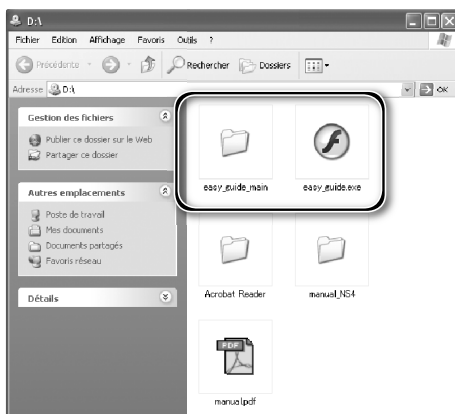 D:\
Fichier Edition Affichage Favoris Outils ?
Précédente Rechercher Dossiers
Adresse D:\ OK
Gestion des fichiers
Publier ce dossier sur le Web
Partager ce dossier
Autres emplacements
Poste de travail
Mes documents
Documents partagés
Favoris réseau
Détails
easy_guide_main easy_guide.exe
Acrobat Reader manual_NS4
PDF
manual.pdf